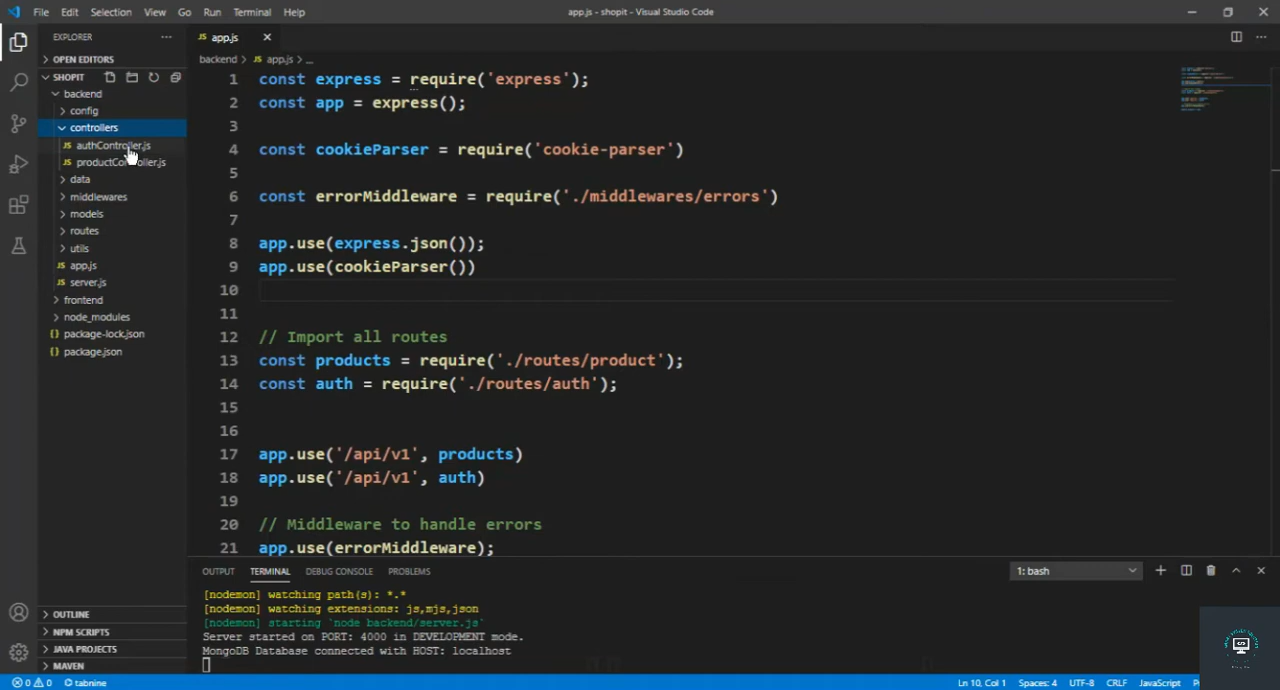 File Edit Selection View Go Run Terminal Help
app.js - shopit - Visual Studio Code
EXPLORER
OPEN EDITORS
SHOPIT
backend
config
controllers
JS authController.js
JS productController.js
data
middlewares
models
routes
utils
JS app.js
JS server.js
frontend
node_modules
{} package-lock.json
{} package.json
OUTLINE
NPM SCRIPTS
JAVA PROJECTS
MAVEN
JS app.js
backend > JS app.js > ...
1 const express = require('express');
2 const app = express();
3
4 const cookieParser = require('cookie-parser')
5
6 const errorMiddleware = require('./middlewares/errors')
7
8 app.use(express.json());
9 app.use(cookieParser())
10
11
12 // Import all routes
13 const products = require('./routes/product');
14 const auth = require('./routes/auth');
15
16
17 app.use('/api/v1', products)
18 app.use('/api/v1', auth)
19
20 // Middleware to handle errors
21 app.use(errorMiddleware);
OUTPUT TERMINAL DEBUG CONSOLE PROBLEMS
1: bash
[nodemon] watching path(s): *.*
[nodemon] watching extensions: js,mjs,json
[nodemon] starting `node backend/server.js`
Server started on PORT: 4000 in DEVELOPMENT mode.
MongoDB Database connected with HOST: localhost
0 0 tabnine
Ln 10, Col 1 Spaces: 4 UTF-8 CRLF JavaScript